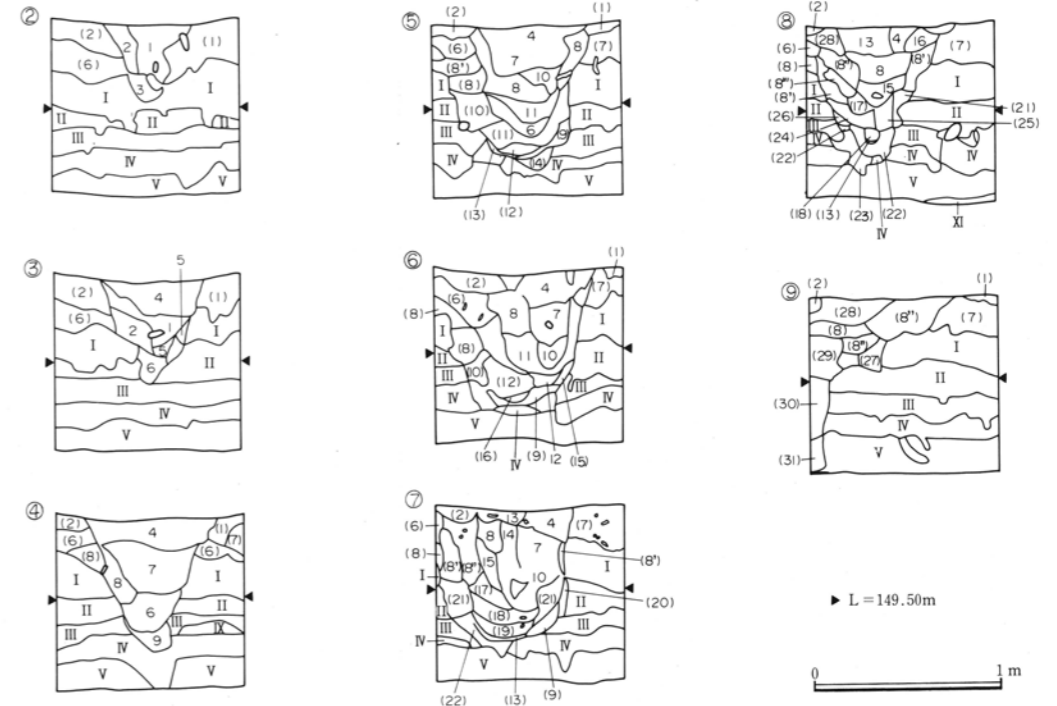 ②
(2) 2 1 (1)
(6)
3
I I
II II
III
IV
V V
③
5
(2) 4 (1)
(6) 2 1 I
I 5 II
6
III
IV
V
④
(2) 4 (1)
(6) (7)
(8) 7 (6)
I 8 I
II 6 II
III 9 III IX
IV
V V
⑤
(2) (1)
4
(6) 7 8 (7)
(8")
I (8) 8 10 I
II (10) 11 II
III (11) 6 9 III
IV (14) IV
V
(13) (12)
⑥
(1)
(2) 4 (7)
(8) (6) 8 7 I
I (8) 11 10
II II
III (10) (12) III
IV IV
V
(16) IV (9) 12 (15)
⑦
(6) (2) 13 4 (7)
8 14 7
(8) (8') (8") 15 (8')
I 10 I
(21) (17) (21) (20)
II (18) II
III (19) III
IV
V
(22) (13) (9)
⑧
(2)
(6) (28) 13 4 16 (7)
(8) (8") 8 (8")
(8''') I 15 I
(8') (17) (21)
(26) II II (25)
(24) III III
(22) IV IV
V
(18) (13) (23) (22)
IV XI
⑨
(2) (1)
(28) (8") (7)
(8)
(29) (8") (27) I
II
(30) III
IV
(31) V
▶ L=149.50m
0 1 m